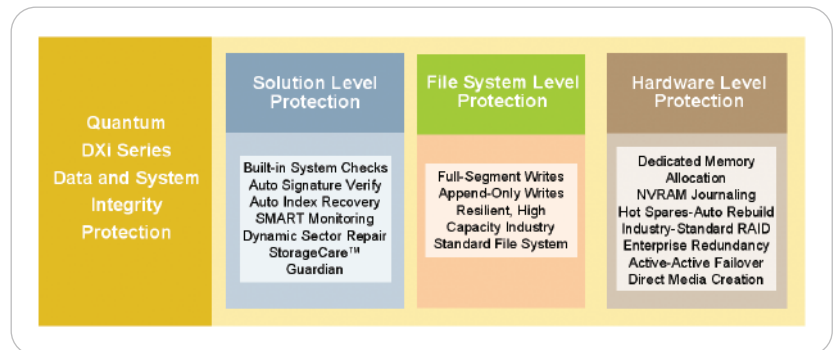 Quantum
DXi Series
Data and System
Integrity
Protection
Solution Level
Protection
Built-in System Checks
Auto Signature Verify
Auto Index Recovery
SMART Monitoring
Dynamic Sector Repair
StorageCare™
Guardian
File System Level
Protection
Full-Segment Writes
Append-Only Writes
Resilient, High
Capacity Industry
Standard File System
Hardware Level
Protection
Dedicated Memory
Allocation
NVRAM Journaling
Hot Spares-Auto Rebuild
Industry-Standard RAID
Enterprise Redundancy
Active-Active Failover
Direct Media Creation